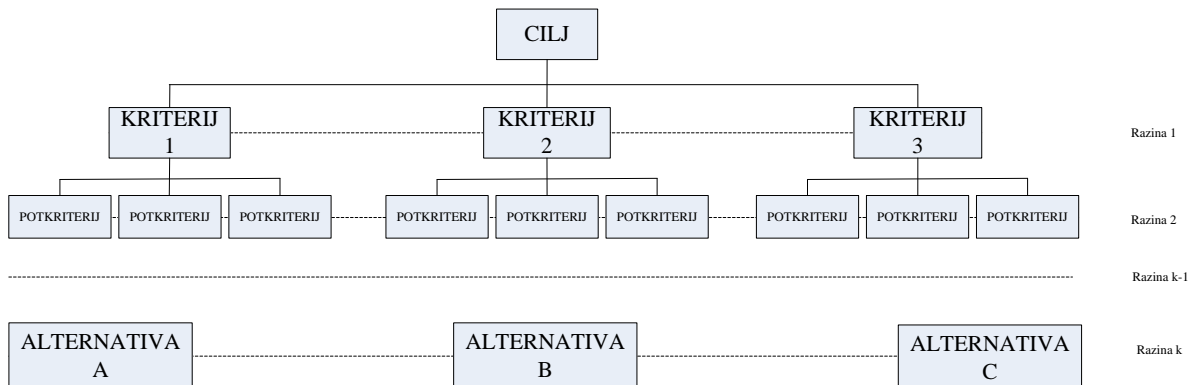 CILJ
KRITERIJ
1
KRITERIJ
2
KRITERIJ
3
Razina 1
POTKRITERIJ
POTKRITERIJ
POTKRITERIJ
POTKRITERIJ
POTKRITERIJ
POTKRITERIJ
POTKRITERIJ
POTKRITERIJ
POTKRITERIJ
Razina 2
Razina k-1
ALTERNATIVA
A
ALTERNATIVA
B
ALTERNATIVA
C
Razina k